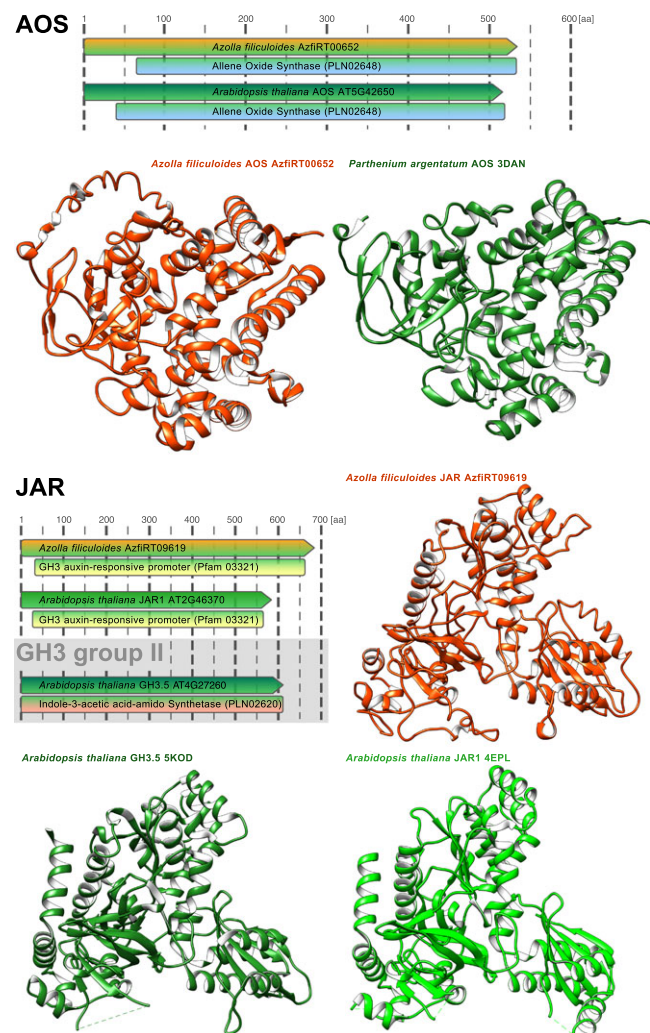 AOS
1 100 200 300 400 500 600 [aa]
Azolla filiculoides AzfiRT00652
Allene Oxide Synthase (PLN02648)
Arabidopsis thaliana AOS AT5G42650
Allene Oxide Synthase (PLN02648)
Azolla filiculoides AOS AzfiRT00652
Parthenium argentatum AOS 3DAN
JAR
Azolla filiculoides JAR AzfiRT09619
1 100 200 300 400 500 600 700 [aa]
Azolla filiculoides AzfiRT09619
GH3 auxin-responsive promoter (Pfam 03321)
Arabidopsis thaliana JAR1 AT2G46370
GH3 auxin-responsive promoter (Pfam 03321)
GH3 group II
Arabidopsis thaliana GH3.5 AT4G27260
Indole-3-acetic acid-amido Synthetase (PLN02620)
Arabidopsis thaliana GH3.5 5KOD
Arabidopsis thaliana JAR1 4EPL